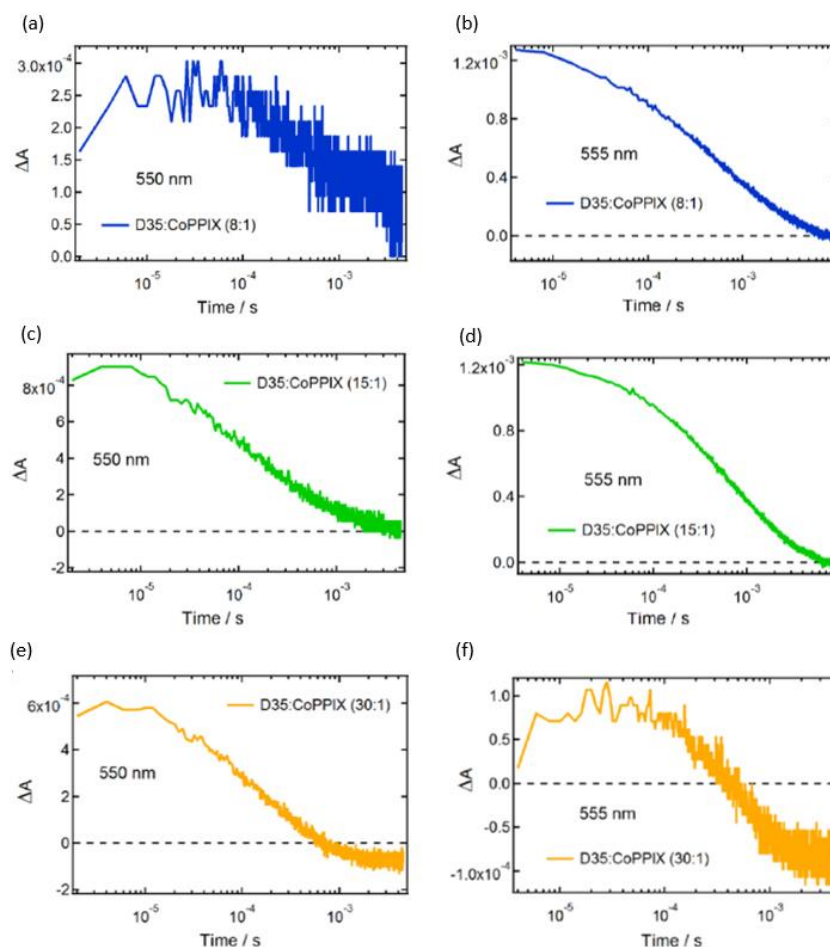 (a)
3.0x10⁻⁴
2.5
2.0
1.5
1.0
0.5
0.0
ΔA
550 nm
D35:CoPPIX (8:1)
10⁻⁵
10⁻⁴
10⁻³
Time / s
(b)
1.2x10⁻³
0.8
0.4
0.0
ΔA
555 nm
D35:CoPPIX (8:1)
10⁻⁵
10⁻⁴
10⁻³
Time / s
(c)
8x10⁻⁴
6
4
2
0
-2
ΔA
D35:CoPPIX (15:1)
550 nm
10⁻⁵
10⁻⁴
10⁻³
Time / s
(d)
1.2x10⁻³
0.8
0.4
0.0
ΔA
555 nm
D35:CoPPIX (15:1)
10⁻⁵
10⁻⁴
10⁻³
Time / s
(e)
6x10⁻⁴
4
2
0
-2
ΔA
D35:CoPPIX (30:1)
550 nm
10⁻⁵
10⁻⁴
10⁻³
Time / s
(f)
1.0
0.5
0.0
-0.5
-1.0x10⁻⁴
ΔA
555 nm
D35:CoPPIX (30:1)
10⁻⁵
10⁻⁴
10⁻³
Time / s